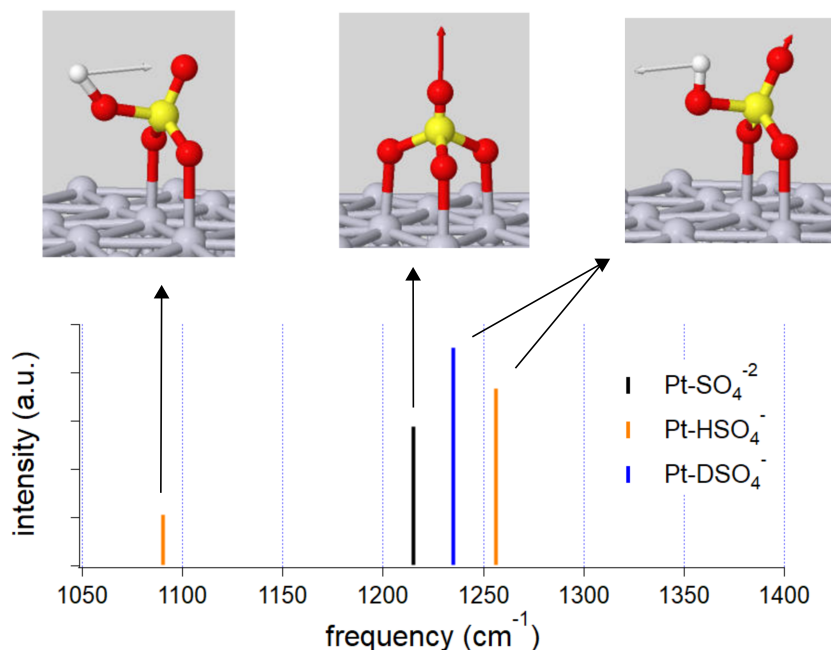 intensity (a.u.)
Pt-SO₄⁻²
Pt-HSO₄⁻
Pt-DSO₄⁻
1050 1100 1150 1200 1250 1300 1350 1400
frequency (cm⁻¹)